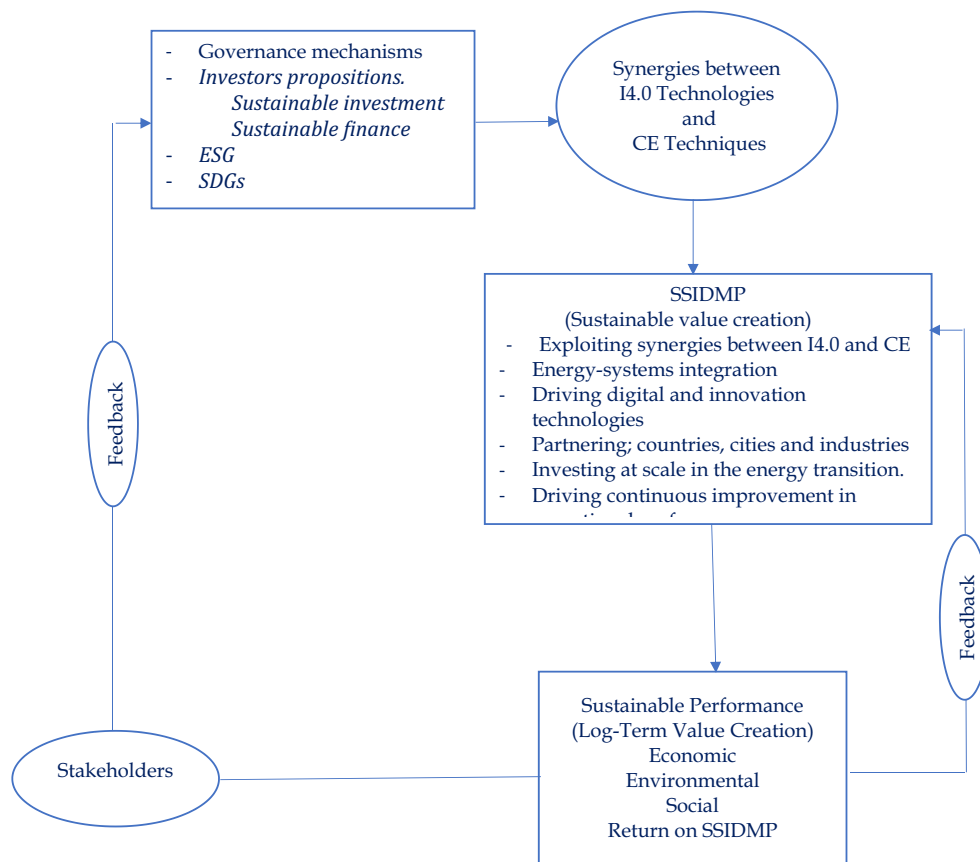 - Governance mechanisms
- Investors propositions.
Sustainable investment
Sustainable finance
- ESG
- SDGs
Synergies between
I4.0 Technologies
and
CE Techniques
SSIDMP
(Sustainable value creation)
- Exploiting synergies between I4.0 and CE
- Energy-systems integration
- Driving digital and innovation
technologies
- Partnering; countries, cities and industries
- Investing at scale in the energy transition.
- Driving continuous improvement in
Feedback
Feedback
Sustainable Performance
(Log-Term Value Creation)
Economic
Environmental
Social
Return on SSIDMP
Stakeholders